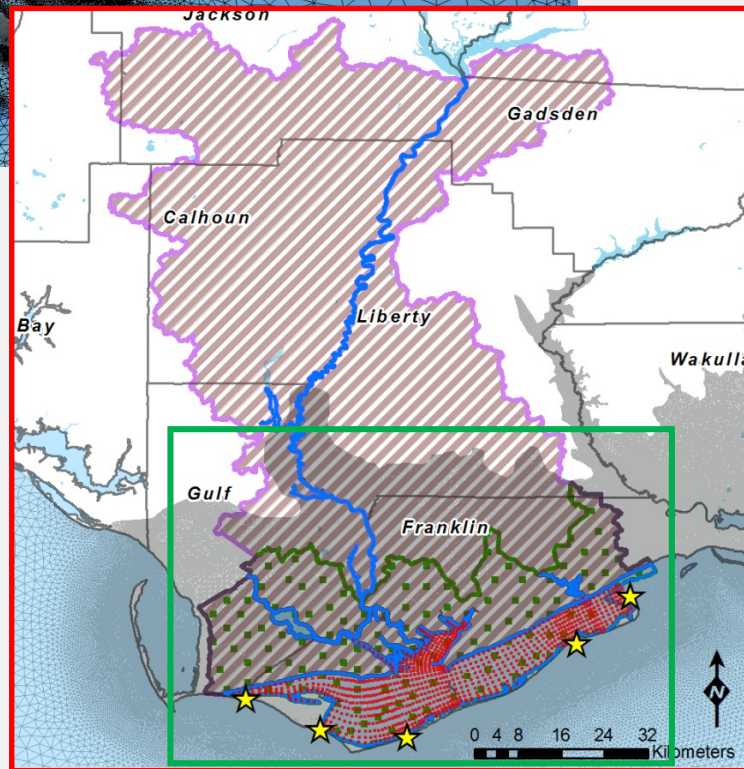 Jackson
Gadsden
Calhoun
Liberty
Bay
Wakulla
Gulf
Franklin
N
0 4 8 16 24 32
Kilometers